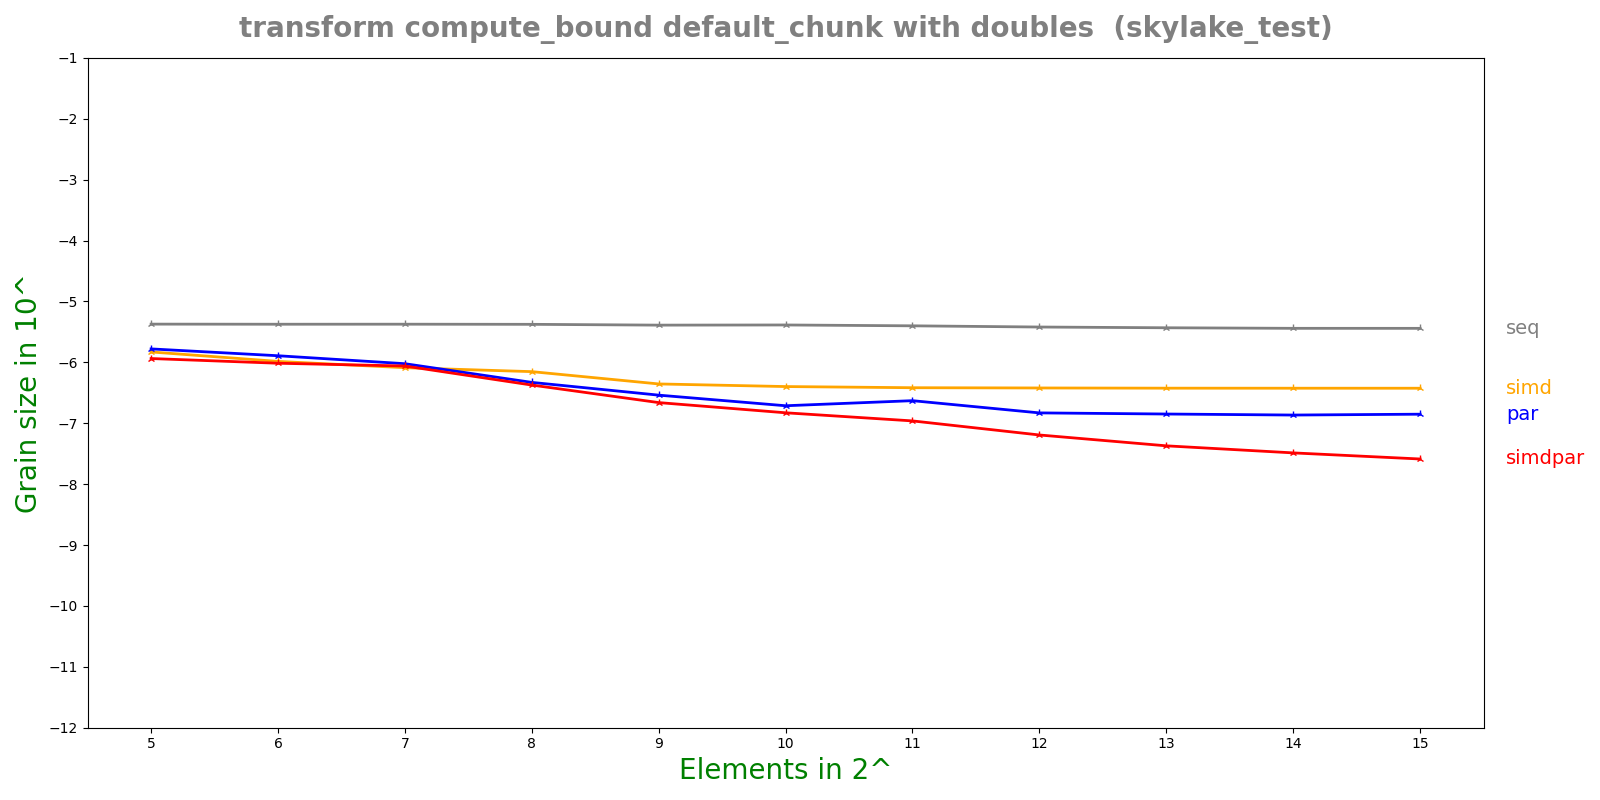 transform compute_bound default_chunk with doubles  (skylake_test)
−1
−2
−3
−4
−5
−6
−7
−8
−9
−10
−11
−12
Grain size in 10^
seq
simd
par
simdpar
5 6 7 8 9 10 11 12 13 14 15
Elements in 2^